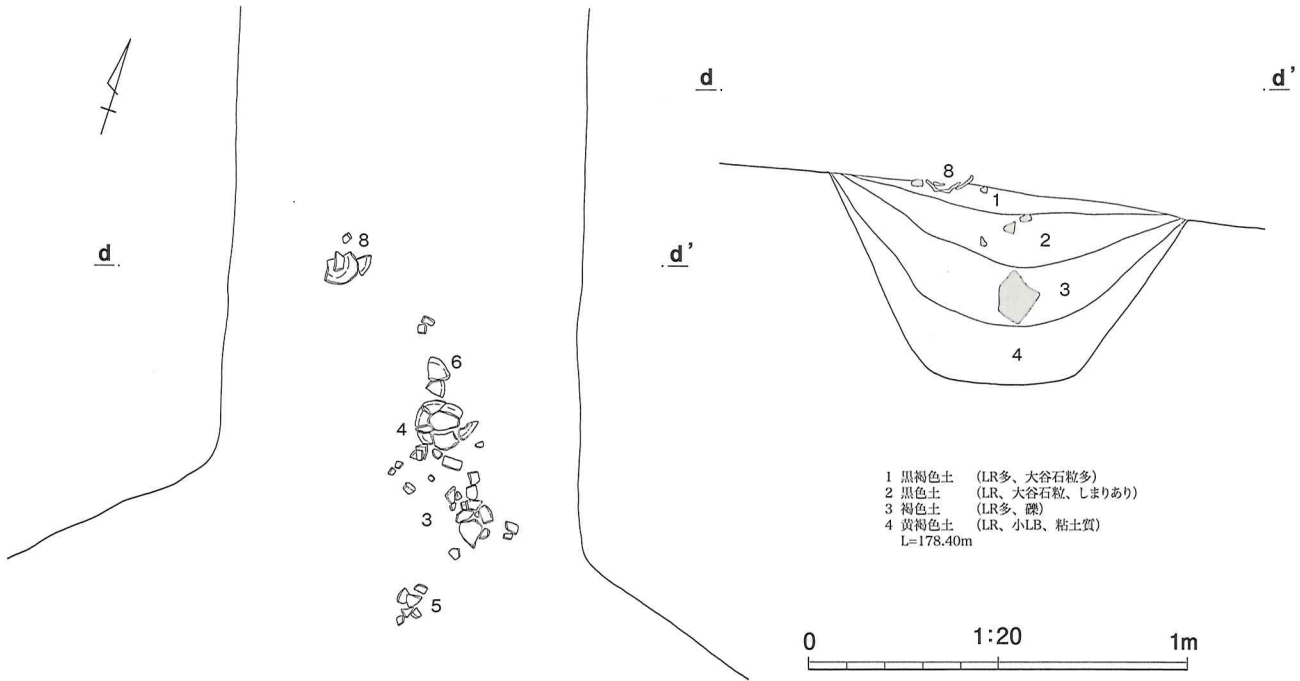 d
d'
8
6
4
3
5
d
d'
8
1
2
3
4
1 黒褐色土 (LR多、大谷石粒多)
2 黒色土 (LR、大谷石粒、しまりあり)
3 褐色土 (LR多、礫)
4 黄褐色土 (LR、小LB、粘土質)
L=178.40m
0 1:20 1m